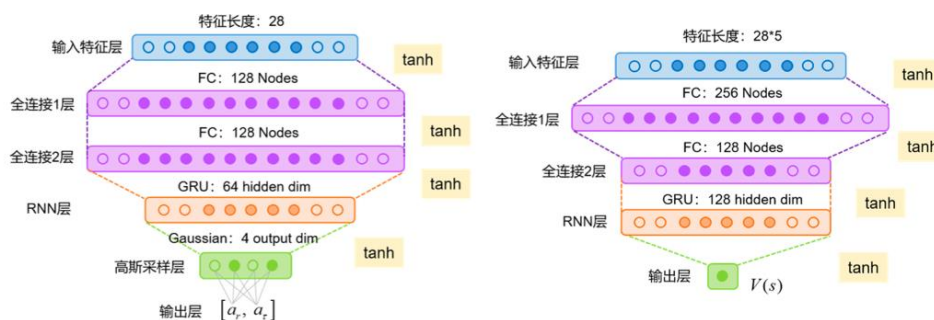 特征长度：28
输入特征层
tanh
FC：128 Nodes
全连接1层
tanh
FC：128 Nodes
全连接2层
tanh
GRU：64 hidden dim
RNN层
Gaussian：4 output dim
tanh
高斯采样层
输出层 [a_r, a_τ]
特征长度：28*5
输入特征层
tanh
FC：256 Nodes
全连接1层
tanh
FC：128 Nodes
全连接2层
GRU：128 hidden dim
tanh
RNN层
tanh
输出层
V(s)